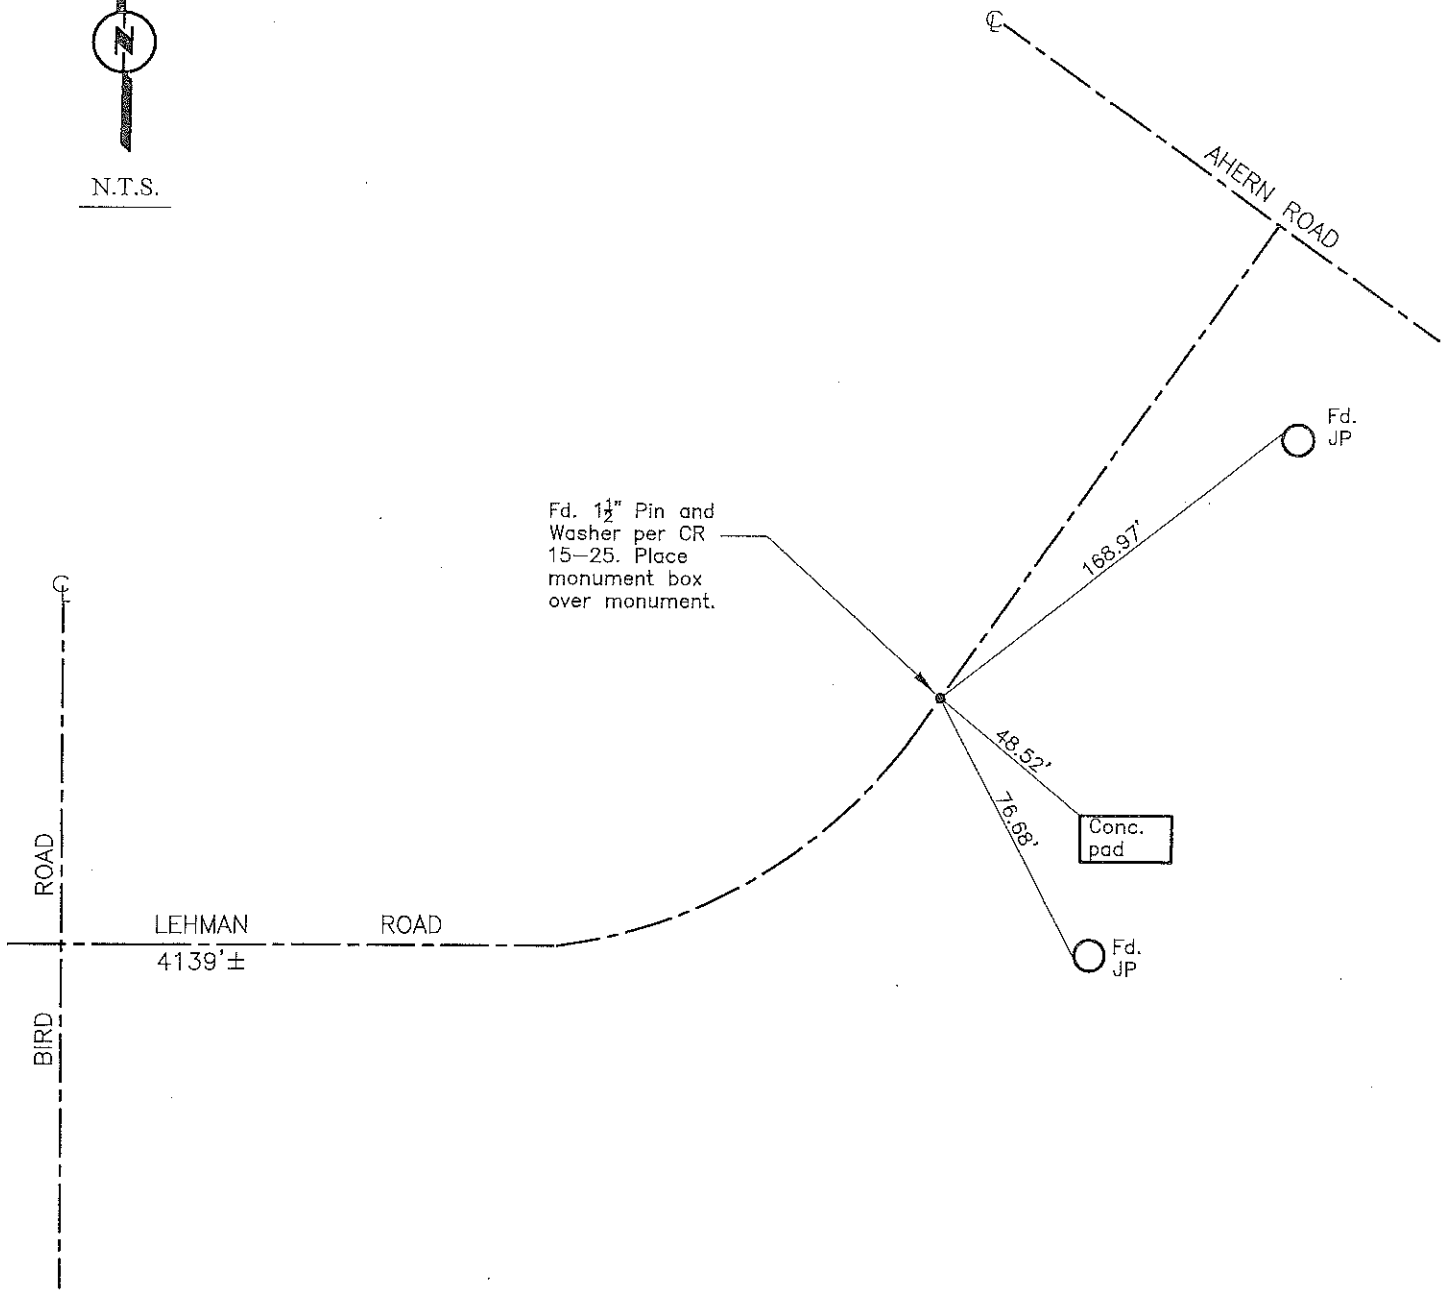 N
N.T.S.
℄
AHERN ROAD
Fd.
JP
168.97'
Fd. 1½" Pin and
Washer per CR
15-25. Place
monument box
over monument.
℄
48.52'
76.68'
Conc.
pad
ROAD
LEHMAN ROAD
4139'±
Fd.
JP
BIRD